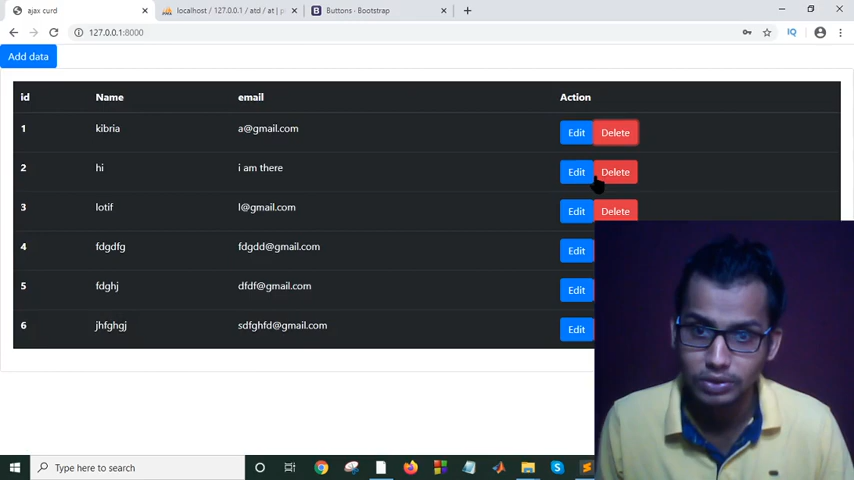 ajax curd
localhost / 127.0.0.1 / atd / at | p
Buttons · Bootstrap
127.0.0.1:8000
Add data
id Name email Action
1 kibria a@gmail.com Edit Delete
2 hi i am there Edit Delete
3 lotif l@gmail.com Edit Delete
4 fdgdfg fdgdd@gmail.com Edit
5 fdghj dfdf@gmail.com Edit
6 jhfghgj sdfghfd@gmail.com Edit
Type here to search